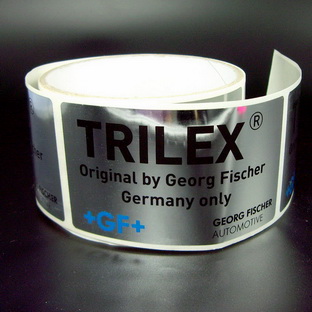 TRILEX®
Original by Georg Fischer
Germany only
+GF+
GEORG FISCHER
AUTOMOTIVE